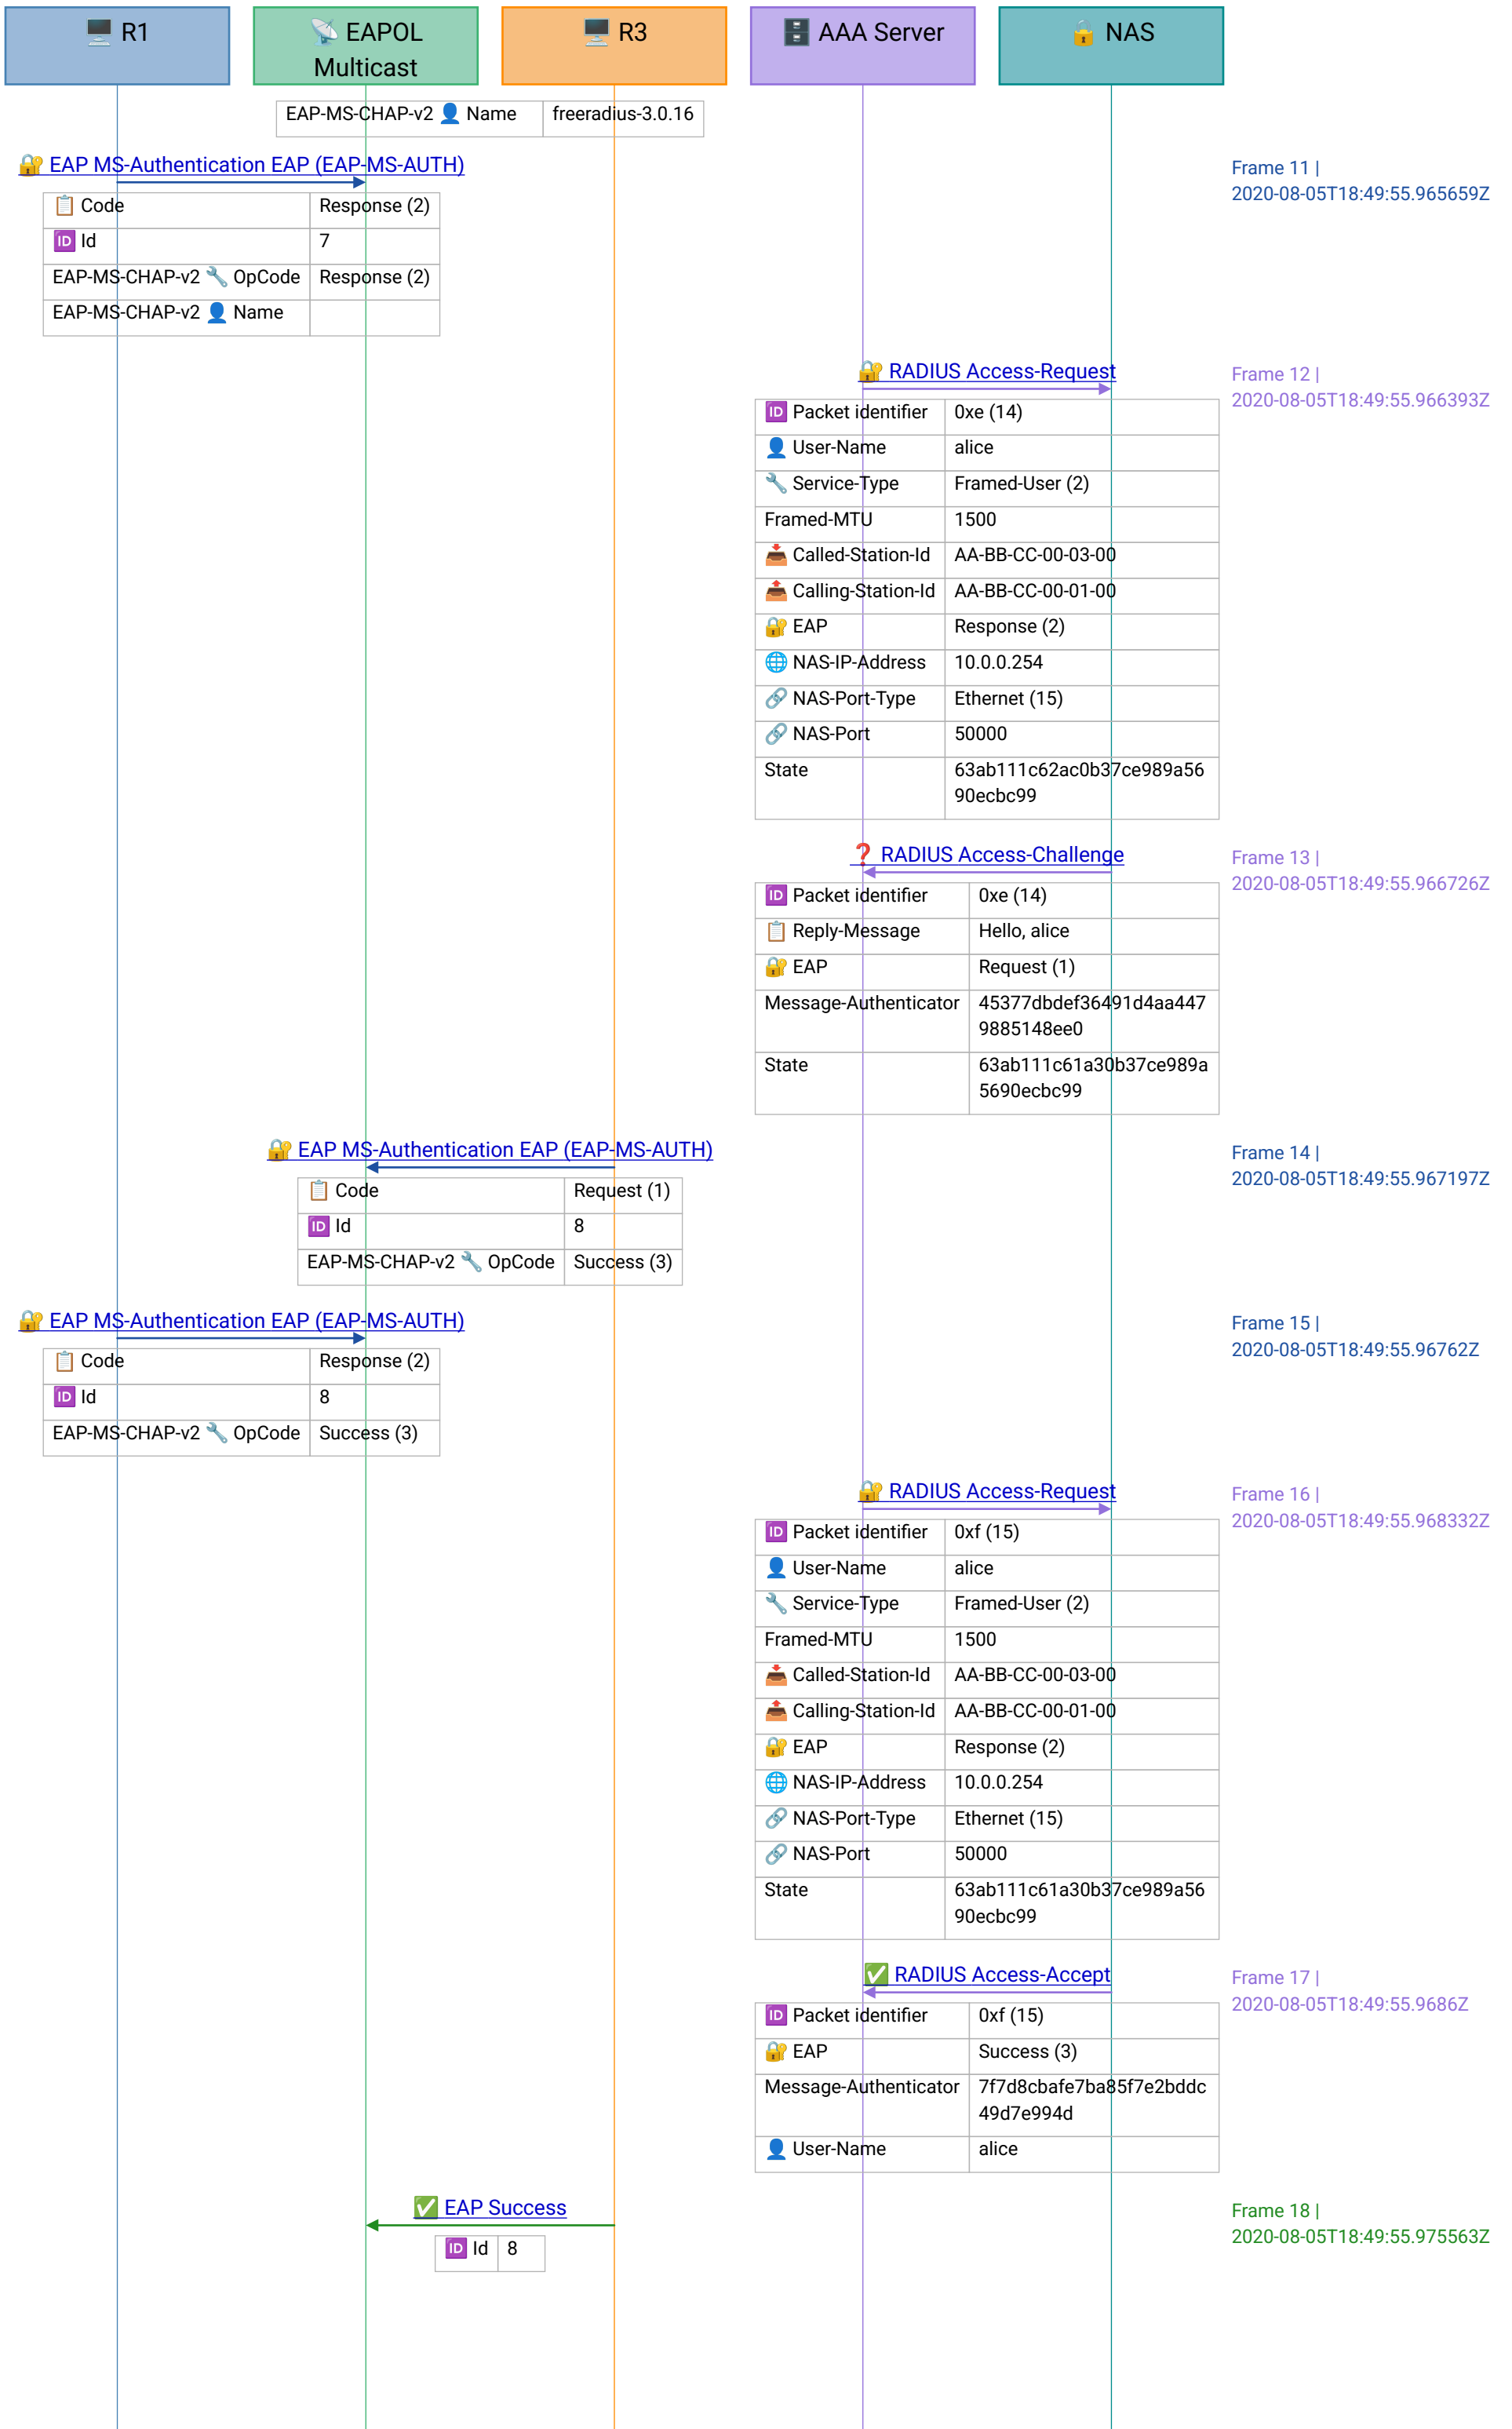 🖥️ R1
📡 EAPOL
Multicast
🖥️ R3
🗄️ AAA Server
🔒 NAS
EAP-MS-CHAP-v2 👤 Name freeradius-3.0.16
🔐 EAP MS-Authentication EAP (EAP-MS-AUTH)
Frame 11 |
2020-08-05T18:49:55.965659Z
📋 Code Response (2)
🆔 Id 7
EAP-MS-CHAP-v2 🔧 OpCode Response (2)
EAP-MS-CHAP-v2 👤 Name
🔐 RADIUS Access-Request
Frame 12 |
2020-08-05T18:49:55.966393Z
🆔 Packet identifier 0xe (14)
👤 User-Name alice
🔧 Service-Type Framed-User (2)
Framed-MTU 1500
📥 Called-Station-Id AA-BB-CC-00-03-00
📤 Calling-Station-Id AA-BB-CC-00-01-00
🔐 EAP Response (2)
🌐 NAS-IP-Address 10.0.0.254
🔗 NAS-Port-Type Ethernet (15)
🔗 NAS-Port 50000
State 63ab111c62ac0b37ce989a56
90ecbc99
❓ RADIUS Access-Challenge
Frame 13 |
2020-08-05T18:49:55.966726Z
🆔 Packet identifier 0xe (14)
📋 Reply-Message Hello, alice
🔐 EAP Request (1)
Message-Authenticator 45377dbdef36491d4aa447
9885148ee0
State 63ab111c61a30b37ce989a
5690ecbc99
🔐 EAP MS-Authentication EAP (EAP-MS-AUTH)
Frame 14 |
2020-08-05T18:49:55.967197Z
📋 Code Request (1)
🆔 Id 8
EAP-MS-CHAP-v2 🔧 OpCode Success (3)
🔐 EAP MS-Authentication EAP (EAP-MS-AUTH)
Frame 15 |
2020-08-05T18:49:55.96762Z
📋 Code Response (2)
🆔 Id 8
EAP-MS-CHAP-v2 🔧 OpCode Success (3)
🔐 RADIUS Access-Request
Frame 16 |
2020-08-05T18:49:55.968332Z
🆔 Packet identifier 0xf (15)
👤 User-Name alice
🔧 Service-Type Framed-User (2)
Framed-MTU 1500
📥 Called-Station-Id AA-BB-CC-00-03-00
📤 Calling-Station-Id AA-BB-CC-00-01-00
🔐 EAP Response (2)
🌐 NAS-IP-Address 10.0.0.254
🔗 NAS-Port-Type Ethernet (15)
🔗 NAS-Port 50000
State 63ab111c61a30b37ce989a56
90ecbc99
✅ RADIUS Access-Accept
Frame 17 |
2020-08-05T18:49:55.9686Z
🆔 Packet identifier 0xf (15)
🔐 EAP Success (3)
Message-Authenticator 7f7d8cbafe7ba85f7e2bddc
49d7e994d
👤 User-Name alice
✅ EAP Success
Frame 18 |
2020-08-05T18:49:55.975563Z
🆔 Id 8